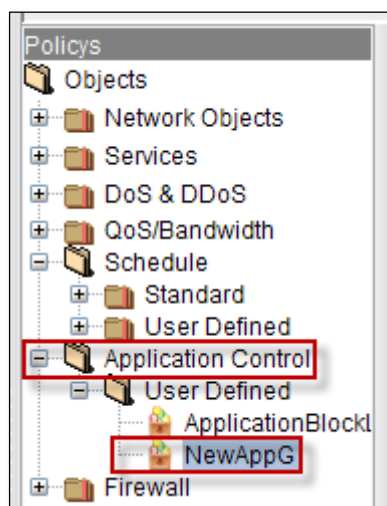 Policys
Objects
Network Objects
Services
DoS & DDoS
QoS/Bandwidth
Schedule
Standard
User Defined
Application Control
User Defined
ApplicationBlockL
NewAppG
Firewall